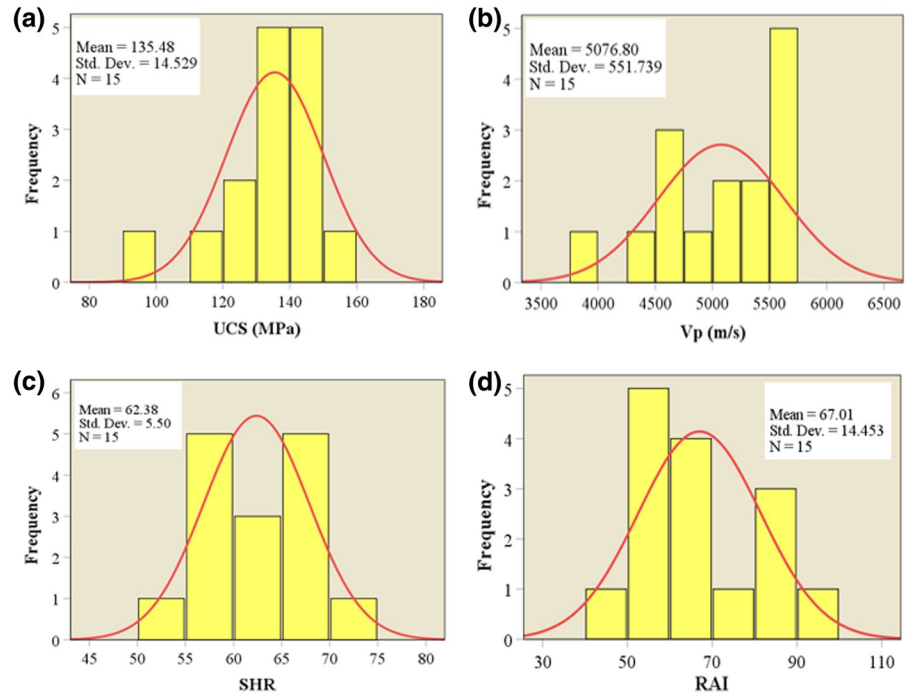 (a)
Mean = 135.48
Std. Dev. = 14.529
N = 15
Frequency
5
4
3
2
1
0
80 100 120 140 160 180
UCS (MPa)
(b)
Mean = 5076.80
Std. Dev. = 551.739
N = 15
Frequency
5
4
3
2
1
0
3500 4000 4500 5000 5500 6000 6500
Vp (m/s)
(c)
Mean = 62.38
Std. Dev. = 5.50
N = 15
Frequency
6
5
4
3
2
1
0
45 55 60 65 75 80
SHR
(d)
Mean = 67.01
Std. Dev. = 14.453
N = 15
Frequency
5
4
3
2
1
0
30 50 70 90 110
RAI